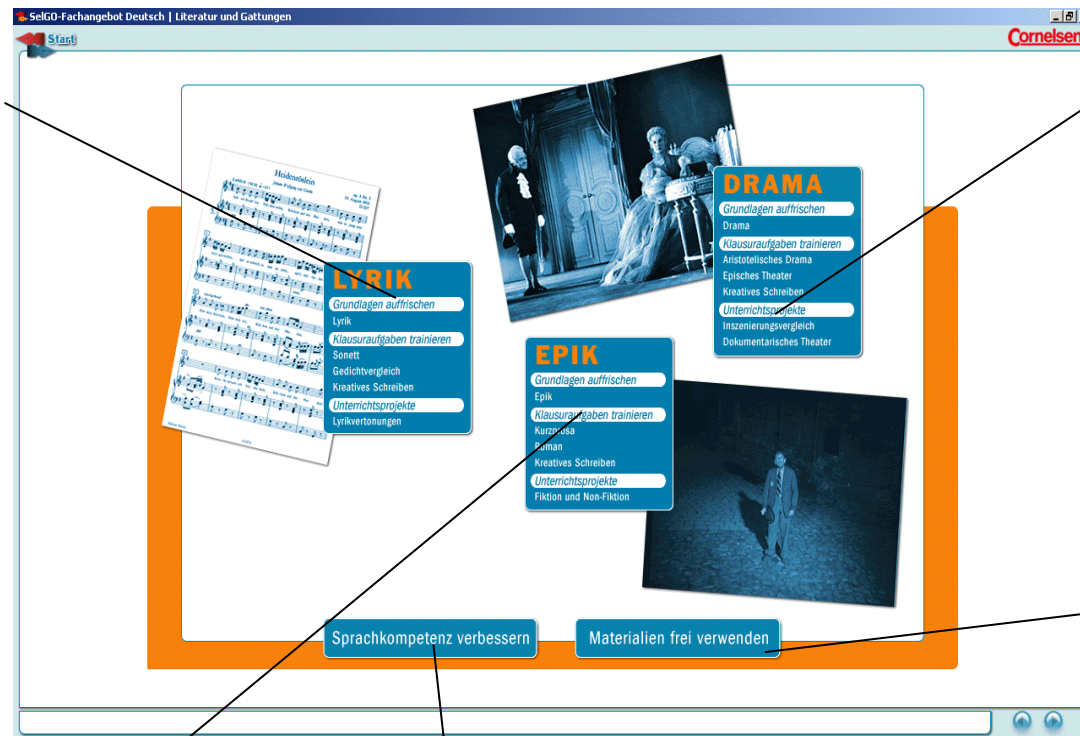 SelGO-Fachangebot Deutsch | Literatur und Gattungen
Start
Cornelsen
Heidenröslein
LYRIK
Grundlagen auffrischen
Lyrik
Klausuraufgaben trainieren
Sonett
Gedichtvergleich
Kreatives Schreiben
Unterrichtsprojekte
Lyrikvertonungen
EPIK
Grundlagen auffrischen
Epik
Klausuraufgaben trainieren
Kurzprosa
Roman
Kreatives Schreiben
Unterrichtsprojekte
Fiktion und Non-Fiktion
DRAMA
Grundlagen auffrischen
Drama
Klausuraufgaben trainieren
Aristotelisches Drama
Episches Theater
Kreatives Schreiben
Unterrichtsprojekte
Inszenierungsvergleich
Dokumentarisches Theater
Sprachkompetenz verbessern
Materialien frei verwenden